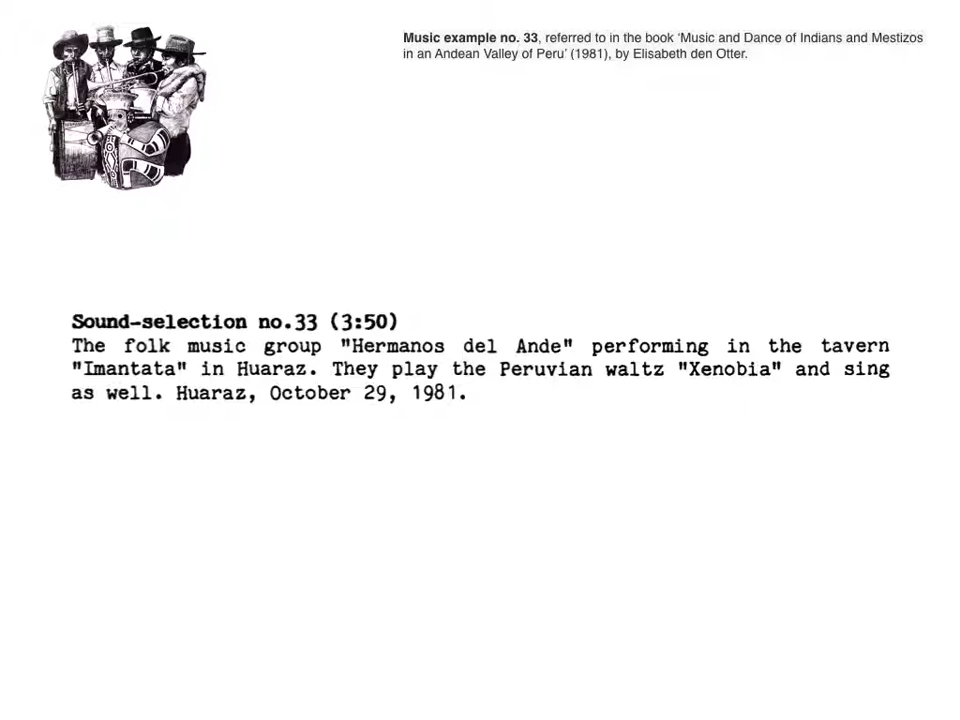 Music example no. 33, referred to in the book ‘Music and Dance of Indians and Mestizos
in an Andean Valley of Peru’ (1981), by Elisabeth den Otter.
Sound-selection no.33 (3:50)
The folk music group "Hermanos del Ande" performing in the tavern
"Imantata" in Huaraz. They play the Peruvian waltz "Xenobia" and sing
as well. Huaraz, October 29, 1981.